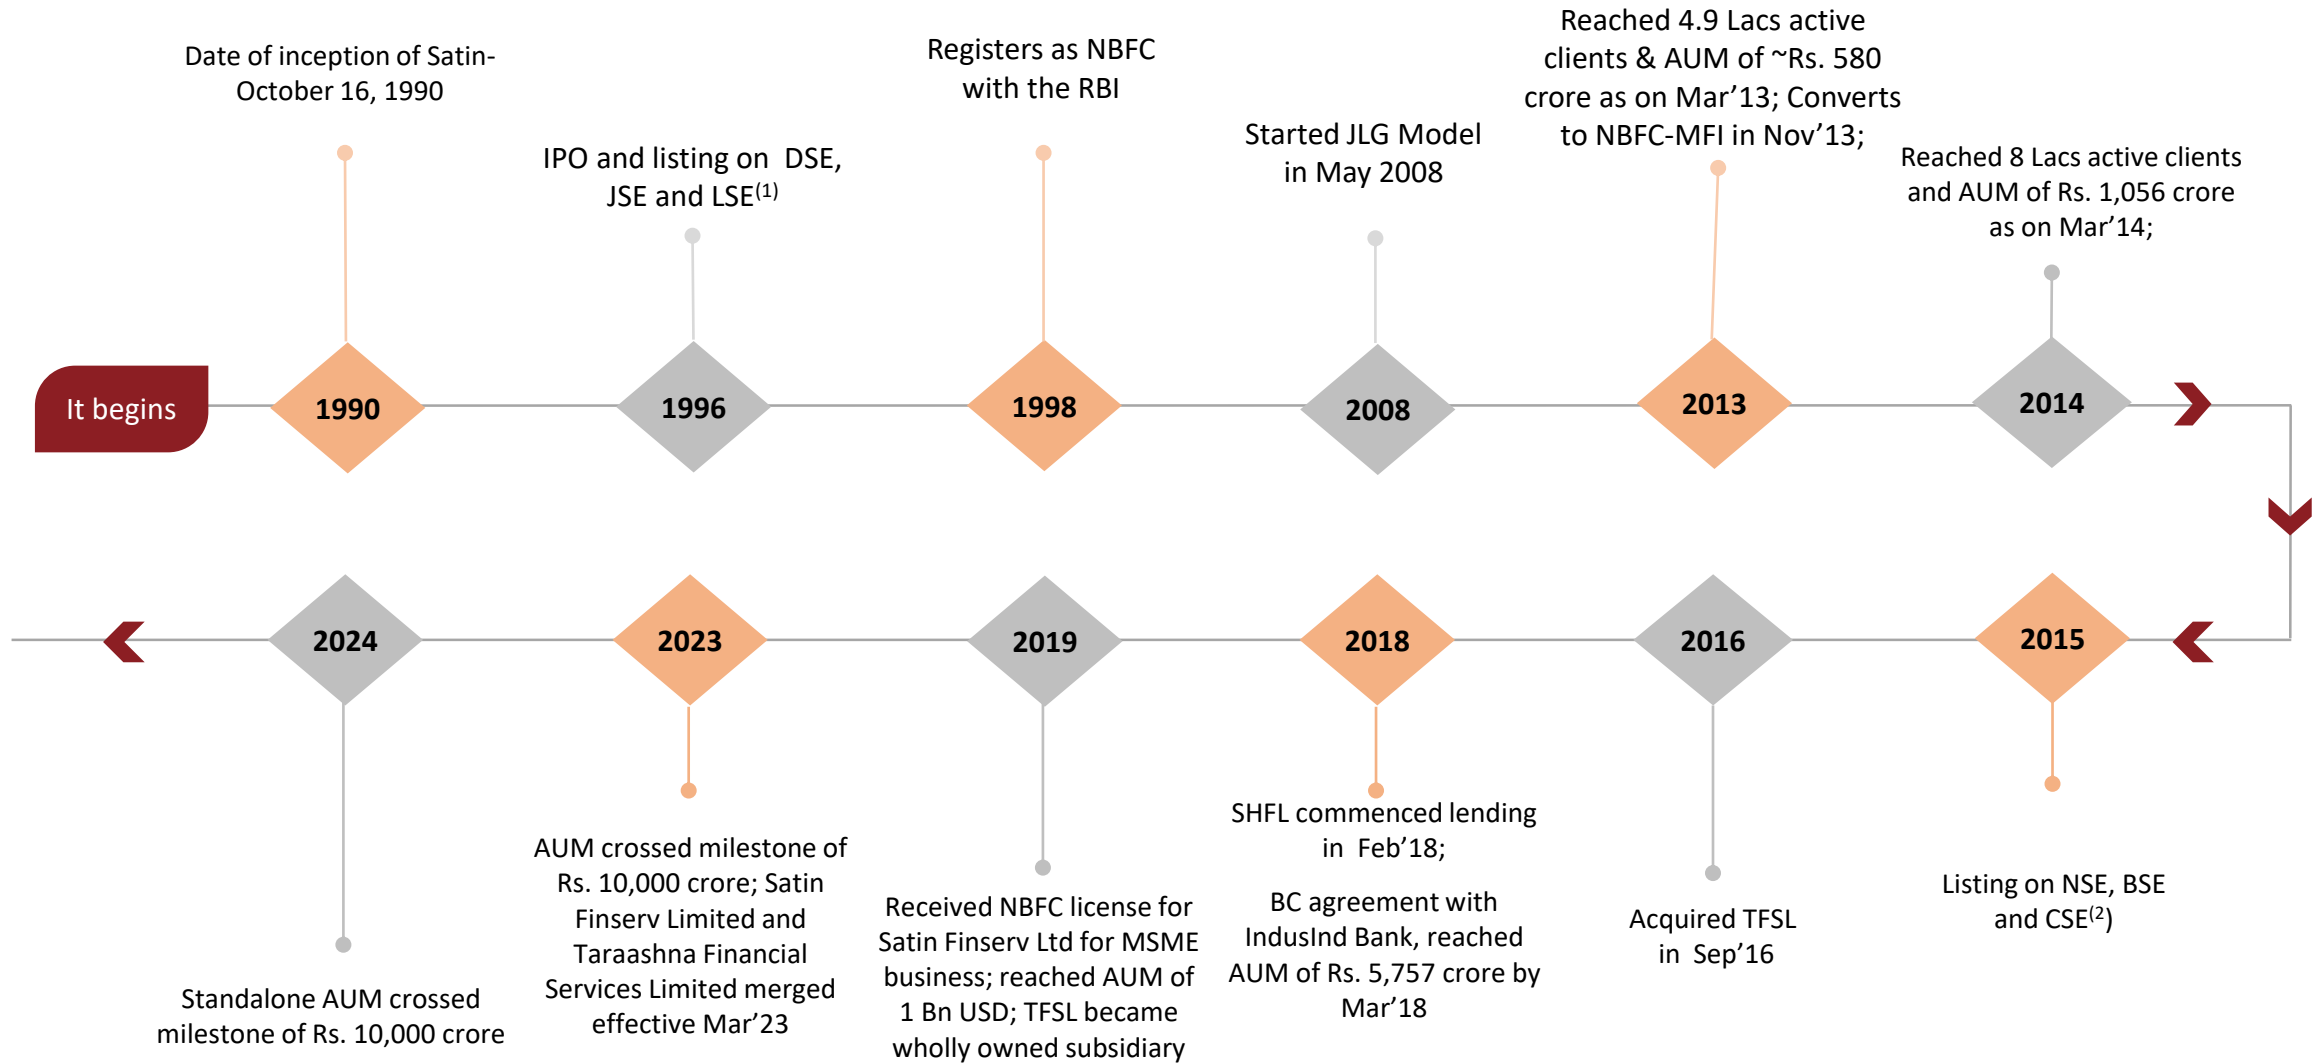 Date of inception of Satin-
October 16, 1990
IPO and listing on  DSE,
JSE and LSE(1)
Registers as NBFC
with the RBI
Started JLG Model
in May 2008
Reached 4.9 Lacs active
clients & AUM of ~Rs. 580
crore as on Mar’13; Converts
to NBFC-MFI in Nov’13;
Reached 8 Lacs active clients
and AUM of Rs. 1,056 crore
as on Mar’14;
It begins
1990
1996
1998
2008
2013
2014
2015
2016
2018
2019
2023
2024
Listing on NSE, BSE
and CSE(2)
Acquired TFSL
in  Sep’16
SHFL commenced lending
in  Feb’18;
BC agreement with
IndusInd Bank, reached
AUM of Rs. 5,757 crore by
Mar’18
Received NBFC license for
Satin Finserv Ltd for MSME
business; reached AUM of
1 Bn USD; TFSL became
wholly owned subsidiary
AUM crossed milestone of
Rs. 10,000 crore; Satin
Finserv Limited and
Taraashna Financial
Services Limited merged
effective Mar’23
Standalone AUM crossed
milestone of Rs. 10,000 crore